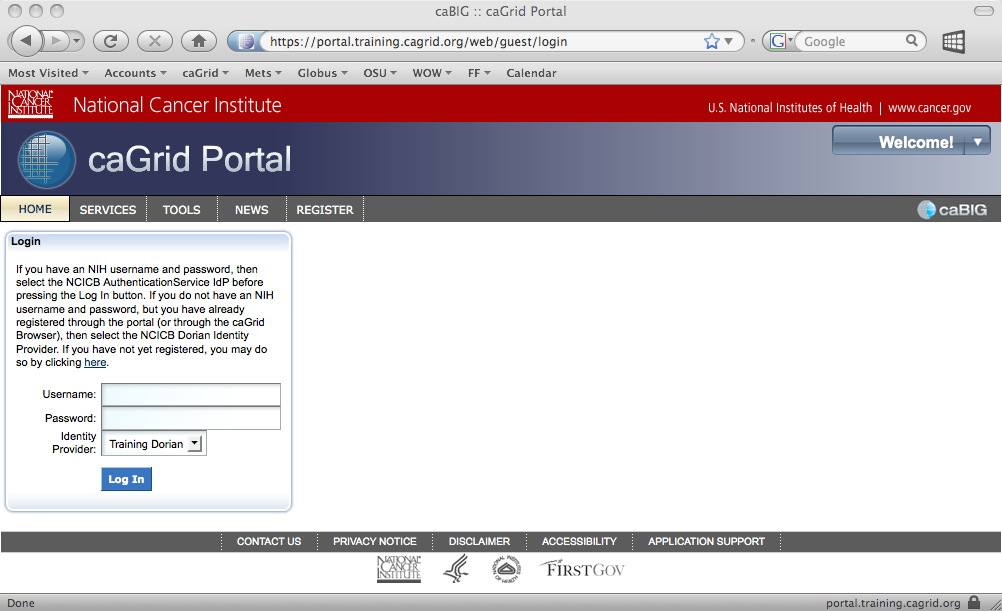 caBIG :: caGrid Portal
https://portal.training.cagrid.org/web/guest/login
G
Google
Most Visited Accounts caGrid Mets Globus OSU WOW FF Calendar
NATIONAL CANCER INSTITUTE
National Cancer Institute
U.S. National Institutes of Health | www.cancer.gov
caGrid Portal
Welcome!
HOME SERVICES TOOLS NEWS REGISTER
caBIG
Login
If you have an NIH username and password, then
select the NCICB AuthenticationService IdP before
pressing the Log In button. If you do not have an NIH
username and password, but you have already
registered through the portal (or through the caGrid
Browser), then select the NCICB Dorian Identity
Provider. If you have not yet registered, you may do
so by clicking here.
Username:
Password:
Identity
Provider:
Training Dorian
Log In
CONTACT US PRIVACY NOTICE DISCLAIMER ACCESSIBILITY APPLICATION SUPPORT
NATIONAL CANCER INSTITUTE
FIRSTGOV
Done
portal.training.cagrid.org